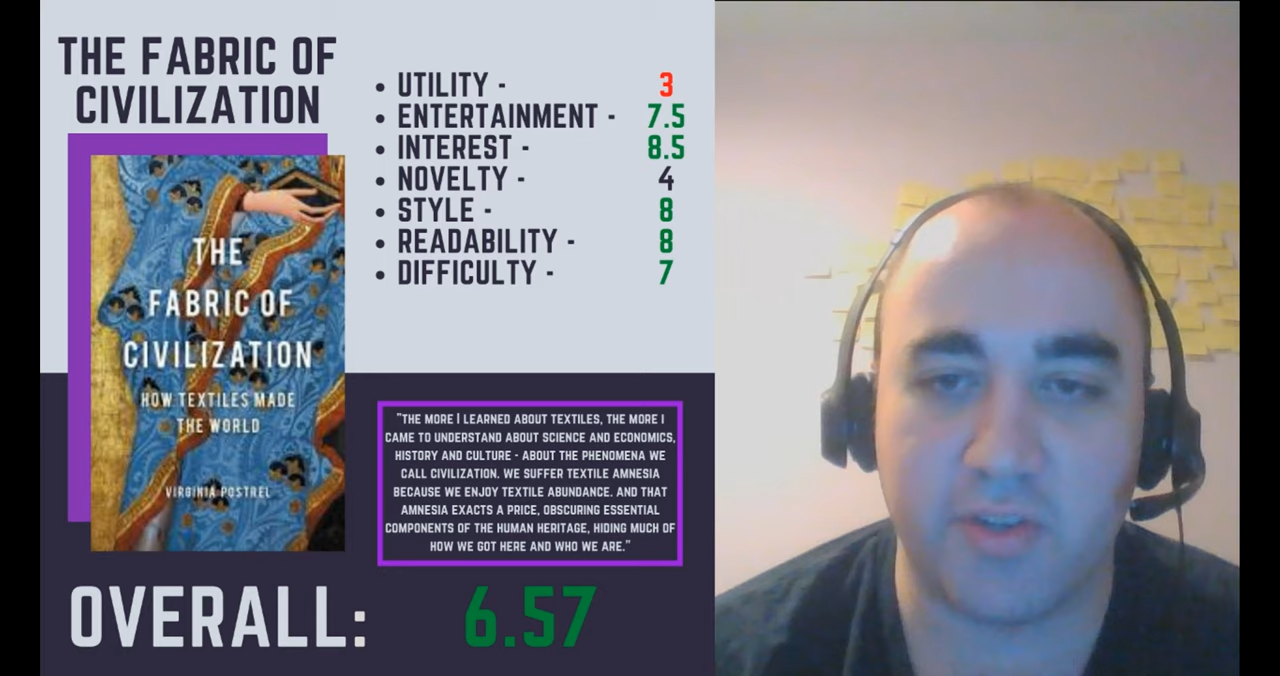 THE FABRIC OF
CIVILIZATION
• UTILITY - 3
• ENTERTAINMENT - 7.5
• INTEREST - 8.5
• NOVELTY - 4
• STYLE - 8
• READABILITY - 8
• DIFFICULTY - 7
THE
FABRIC OF
CIVILIZATION
HOW TEXTILES MADE
THE WORLD
VIRGINIA POSTREL
"THE MORE I LEARNED ABOUT TEXTILES, THE MORE I
CAME TO UNDERSTAND ABOUT SCIENCE AND ECONOMICS,
HISTORY AND CULTURE - ABOUT THE PHENOMENA WE
CALL CIVILIZATION. WE SUFFER TEXTILE AMNESIA
BECAUSE WE ENJOY TEXTILE ABUNDANCE. AND THAT
AMNESIA EXACTS A PRICE, OBSCURING ESSENTIAL
COMPONENTS OF THE HUMAN HERITAGE, HIDING MUCH OF
HOW WE GOT HERE AND WHO WE ARE."
OVERALL: 6.57